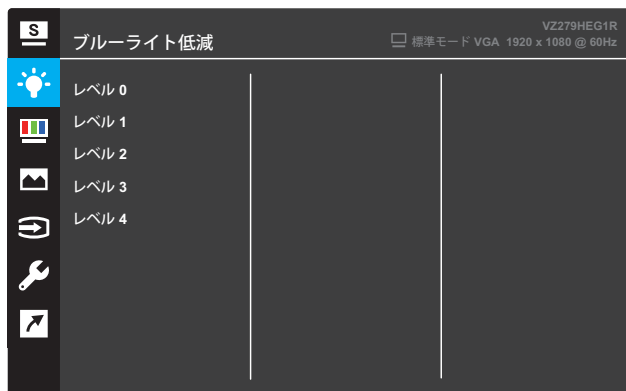 S
VZ279HEG1R
ブルーライト低減
標準モード VGA 1920 x 1080 @ 60Hz
レベル 0
レベル 1
レベル 2
レベル 3
レベル 4